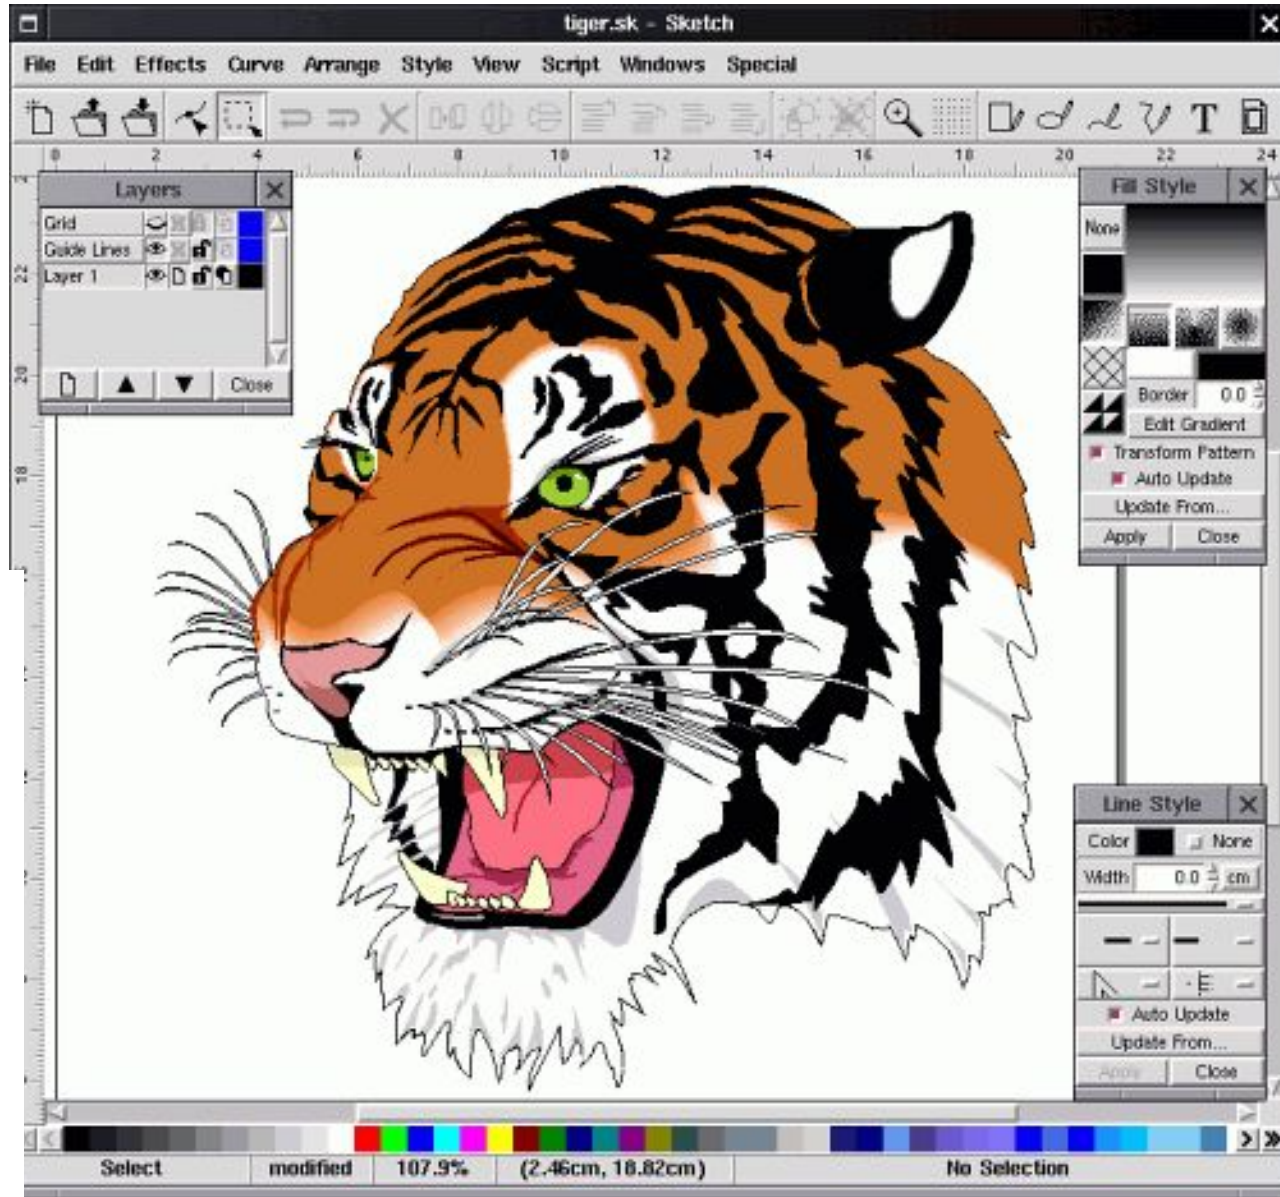 tiger.sk - Sketch
File Edit Effects Curve Arrange Style View Script Windows Special
T
0 2 4 6 8 10 12 14 16 18 20 22 24
Layers
Grid
Guide Lines
Layer 1
Close
22
20
18
Fill Style
None
Border 0.0
Edit Gradient
Transform Pattern
Auto Update
Update From...
Apply Close
Line Style
Color None
Width 0.0 cm
Auto Update
Update From...
Apply Close
Select modified 107.9% (2.46cm, 18.82cm) No Selection